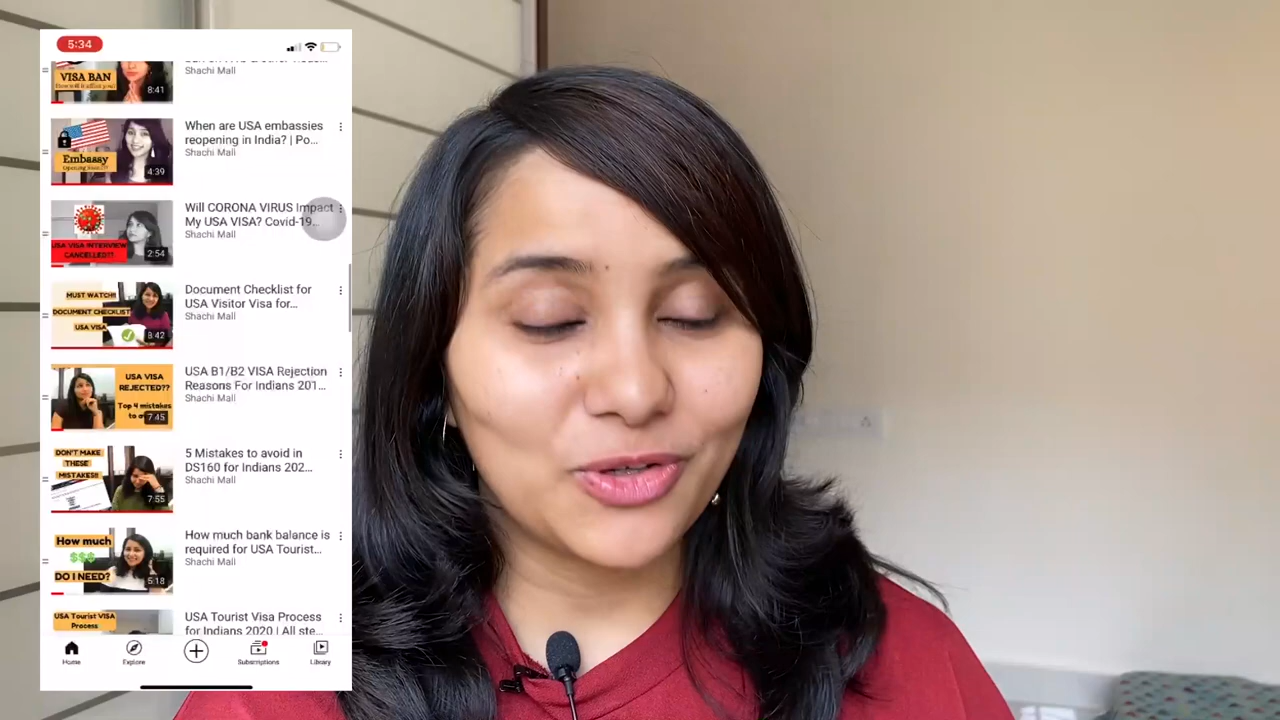 5:34
VISA BAN
8:41
Shachi Mall
Embassy
4:39
When are USA embassies
reopening in India? | Po...
Shachi Mall
USA VISA INTERVIEW
CANCELLED??
2:54
Will CORONA VIRUS Impact
My USA VISA? Covid-19...
Shachi Mall
MUST WATCH!!
DOCUMENT CHECKLIST
USA VISA
8:42
Document Checklist for
USA Visitor Visa for...
Shachi Mall
USA VISA
REJECTED??
Top 4 mistakes
to
7:45
USA B1/B2 VISA Rejection
Reasons For Indians 201...
Shachi Mall
DON'T MAKE
THESE
MISTAKES!!
7:55
5 Mistakes to avoid in
DS160 for Indians 202...
Shachi Mall
How much
$$$
DO I NEED?
5:18
How much bank balance is
required for USA Tourist...
Shachi Mall
USA Tourist VISA
Process
USA Tourist Visa Process
for Indians 2020 | All ste...
Home
Explore
Subscriptions
Library